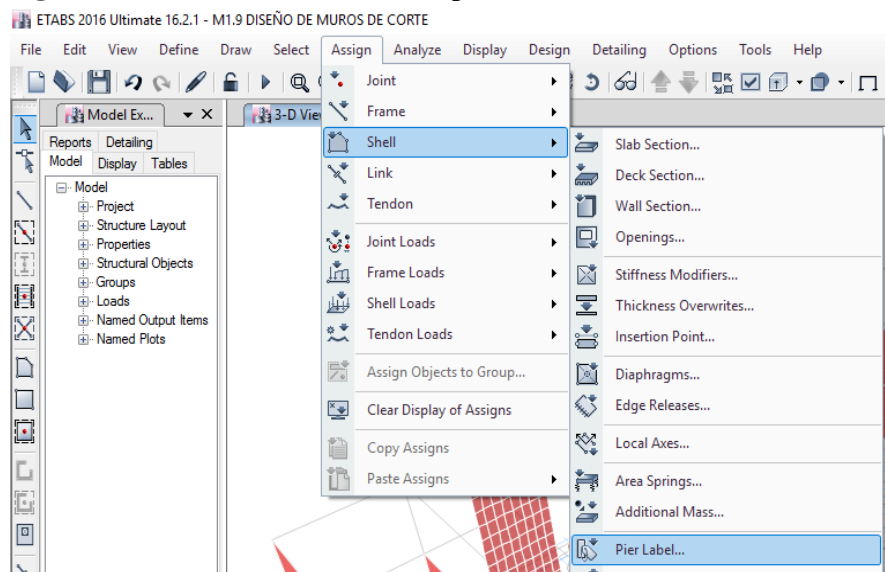 ETABS 2016 Ultimate 16.2.1 - M1.9 DISEÑO DE MUROS DE CORTE
File Edit View Define Draw Select Assign Analyze Display Design Detailing Options Tools Help
Model Ex...
3-D Vie
Reports Detailing
Model Display Tables
Model
Project
Structure Layout
Properties
Structural Objects
Groups
Loads
Named Output Items
Named Plots
Joint
Frame
Shell
Link
Tendon
Joint Loads
Frame Loads
Shell Loads
Tendon Loads
Assign Objects to Group...
Clear Display of Assigns
Copy Assigns
Paste Assigns
Slab Section...
Deck Section...
Wall Section...
Openings...
Stiffness Modifiers...
Thickness Overwrites...
Insertion Point...
Diaphragms...
Edge Releases...
Local Axes...
Area Springs...
Additional Mass...
Pier Label...